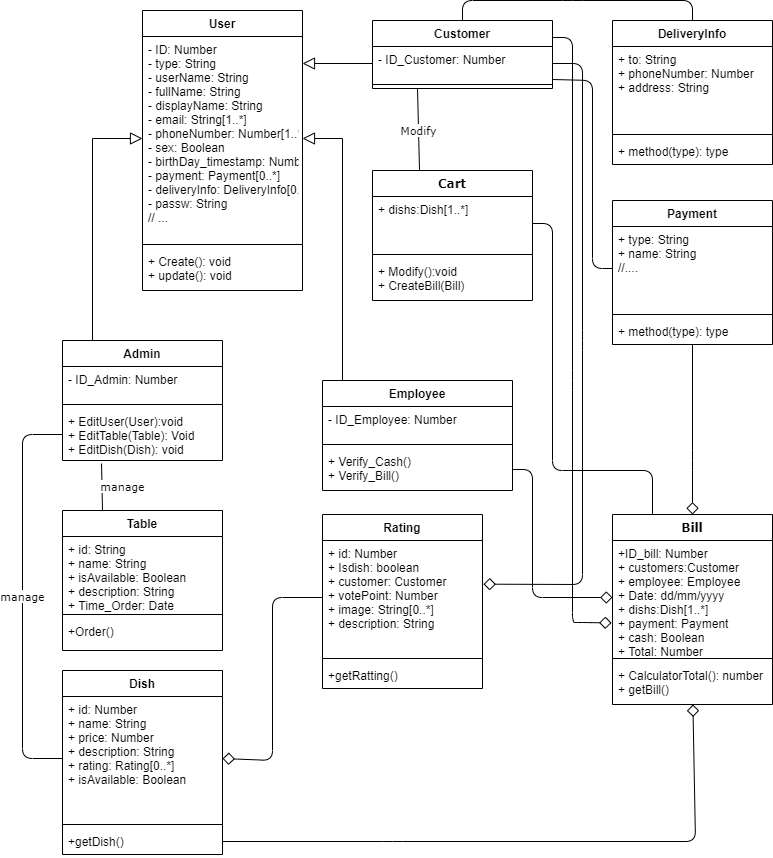 User
- ID: Number
- type: String
- userName: String
- fullName: String
- displayName: String
- email: String[1..*]
- phoneNumber: Number[1..
- sex: Boolean
- birthDay_timestamp: Numb
- payment: Payment[0..*]
- deliveryInfo: DeliveryInfo[0..
- passw: String
// ...
+ Create(): void
+ update(): void
Customer
- ID_Customer: Number
DeliveryInfo
+ to: String
+ phoneNumber: Number
+ address: String
+ method(type): type
Modify
Cart
+ dishs:Dish[1..*]
+ Modify():void
+ CreateBill(Bill)
Payment
+ type: String
+ name: String
//....
+ method(type): type
Admin
- ID_Admin: Number
+ EditUser(User):void
+ EditTable(Table): Void
+ EditDish(Dish): void
Employee
- ID_Employee: Number
+ Verify_Cash()
+ Verify_Bill()
manage
Table
+ id: String
+ name: String
+ isAvailable: Boolean
+ description: String
+ Time_Order: Date
+Order()
manage
Rating
+ id: Number
+ Isdish: boolean
+ customer: Customer
+ votePoint: Number
+ image: String[0..*]
+ description: String
+getRatting()
Bill
+ID_bill: Number
+ customers:Customer
+ employee: Employee
+ Date: dd/mm/yyyy
+ dishs:Dish[1..*]
+ payment: Payment
+ cash: Boolean
+ Total: Number
+ CalculatorTotal(): number
+ getBill()
Dish
+ id: Number
+ name: String
+ price: Number
+ description: String
+ rating: Rating[0..*]
+ isAvailable: Boolean
+getDish()